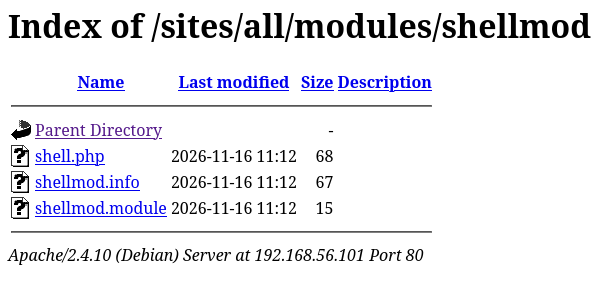 Index of /sites/all/modules/shellmod
Name Last modified Size Description
Parent Directory -
shell.php 2026-11-16 11:12 68
shellmod.info 2026-11-16 11:12 67
shellmod.module 2026-11-16 11:12 15
Apache/2.4.10 (Debian) Server at 192.168.56.101 Port 80